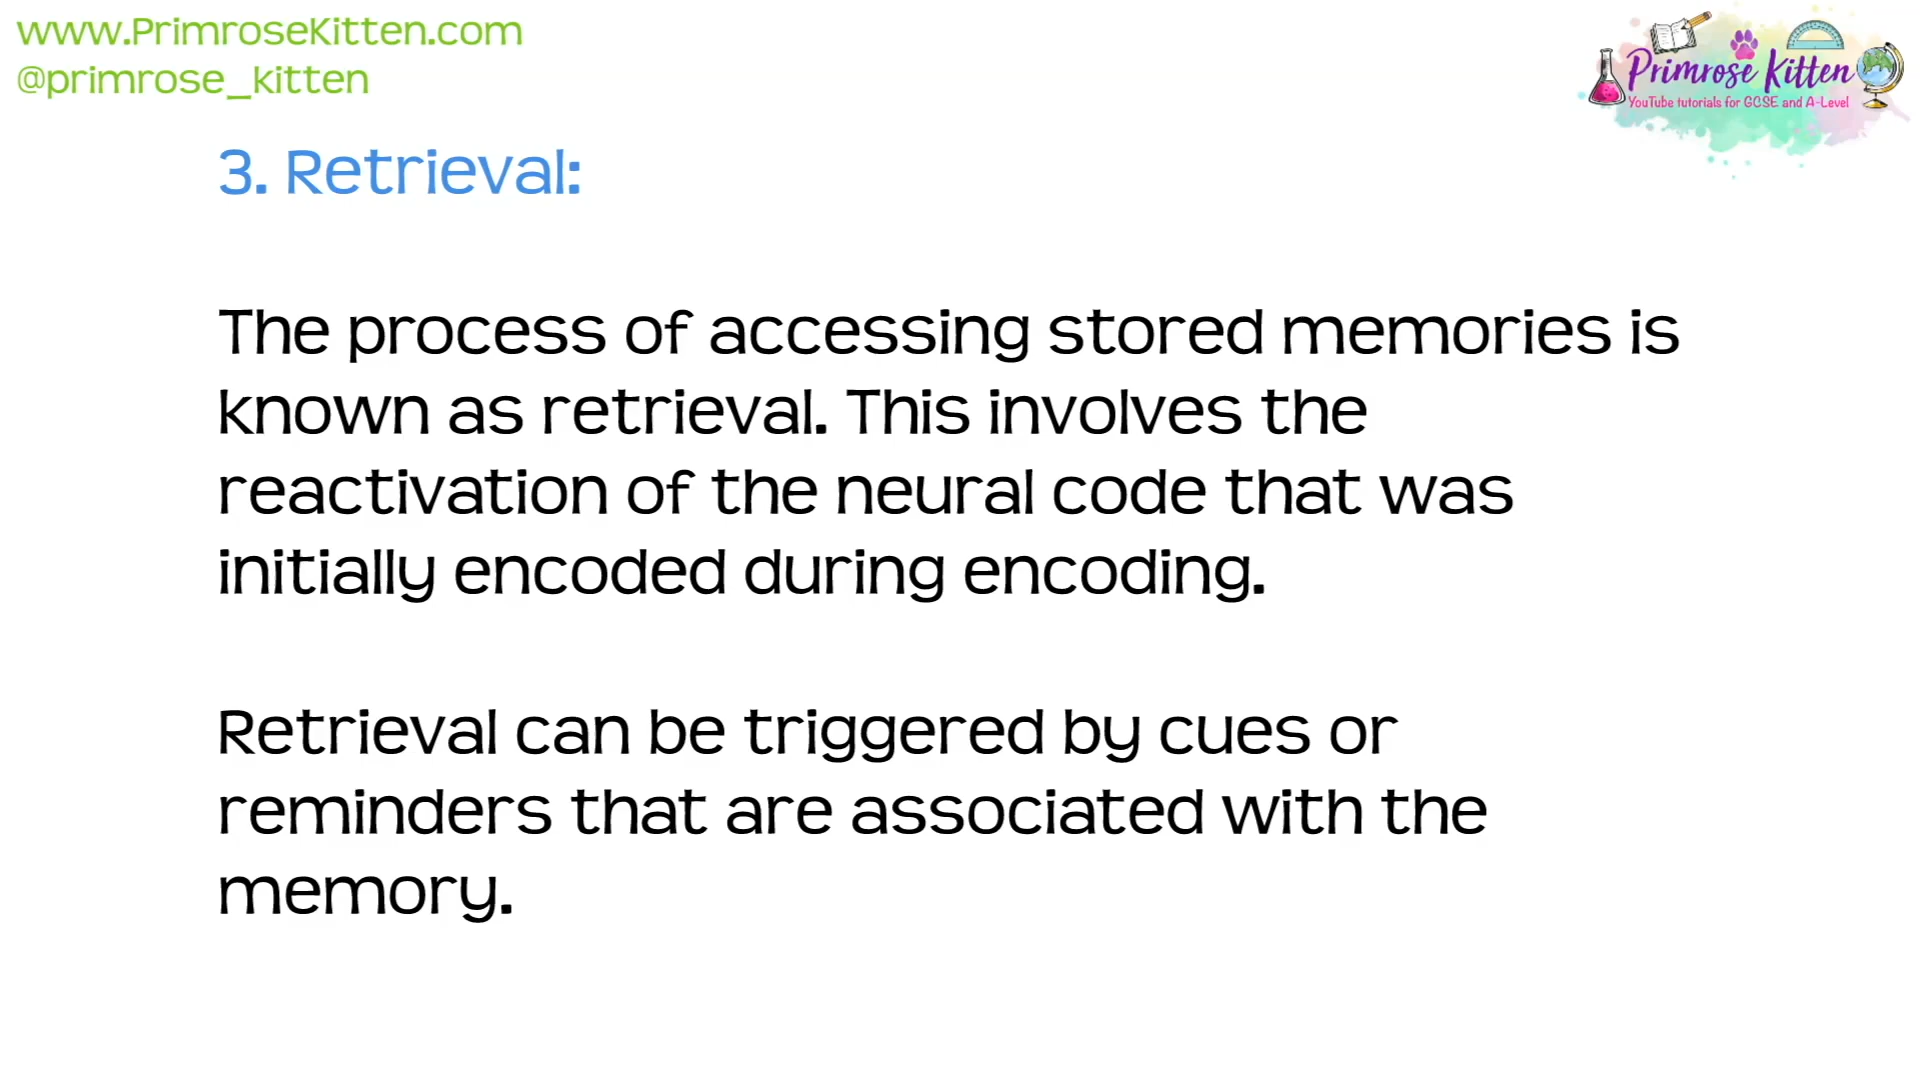 www.PrimroseKitten.com
@primrose_kitten
Primrose Kitten
YouTube tutorials for GCSE and A-Level
3. Retrieval:
The process of accessing stored memories is
known as retrieval. This involves the
reactivation of the neural code that was
initially encoded during encoding.
Retrieval can be triggered by cues or
reminders that are associated with the
memory.